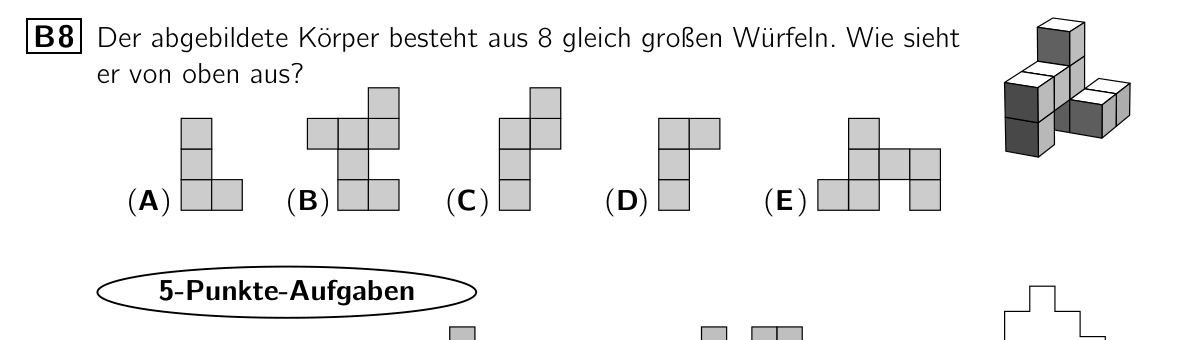 B8 Der abgebildete Körper besteht aus 8 gleich großen Würfeln. Wie sieht
er von oben aus?
(A) (B) (C) (D) (E)
5-Punkte-Aufgaben